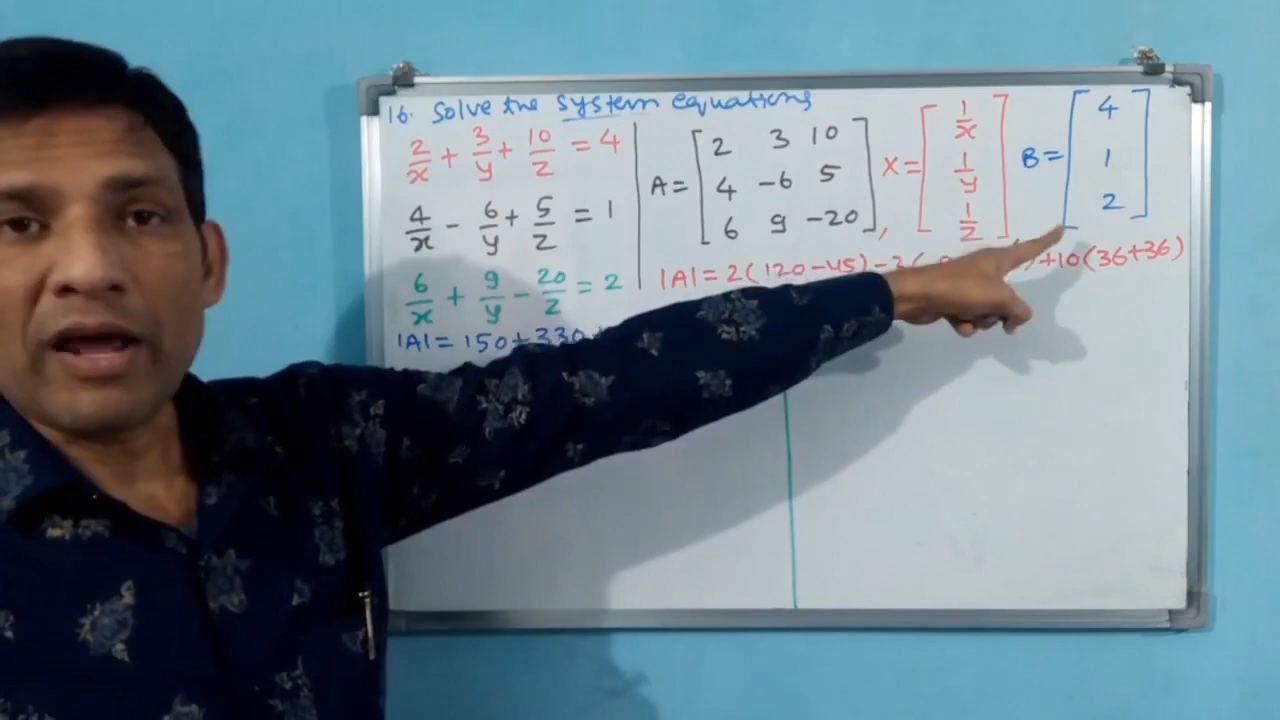 16. Solve the system equations
2/x + 3/y + 10/z = 4
4/x - 6/y + 5/z = 1
6/x + 9/y - 20/z = 2
|A| = 150 + 330
A = [2 3 10
4 -6 5
6 9 -20],
X = [1/x
1/y
1/z]
B = [4
1
2]
|A| = 2(120-45) - 3( ) + 10(36+36)